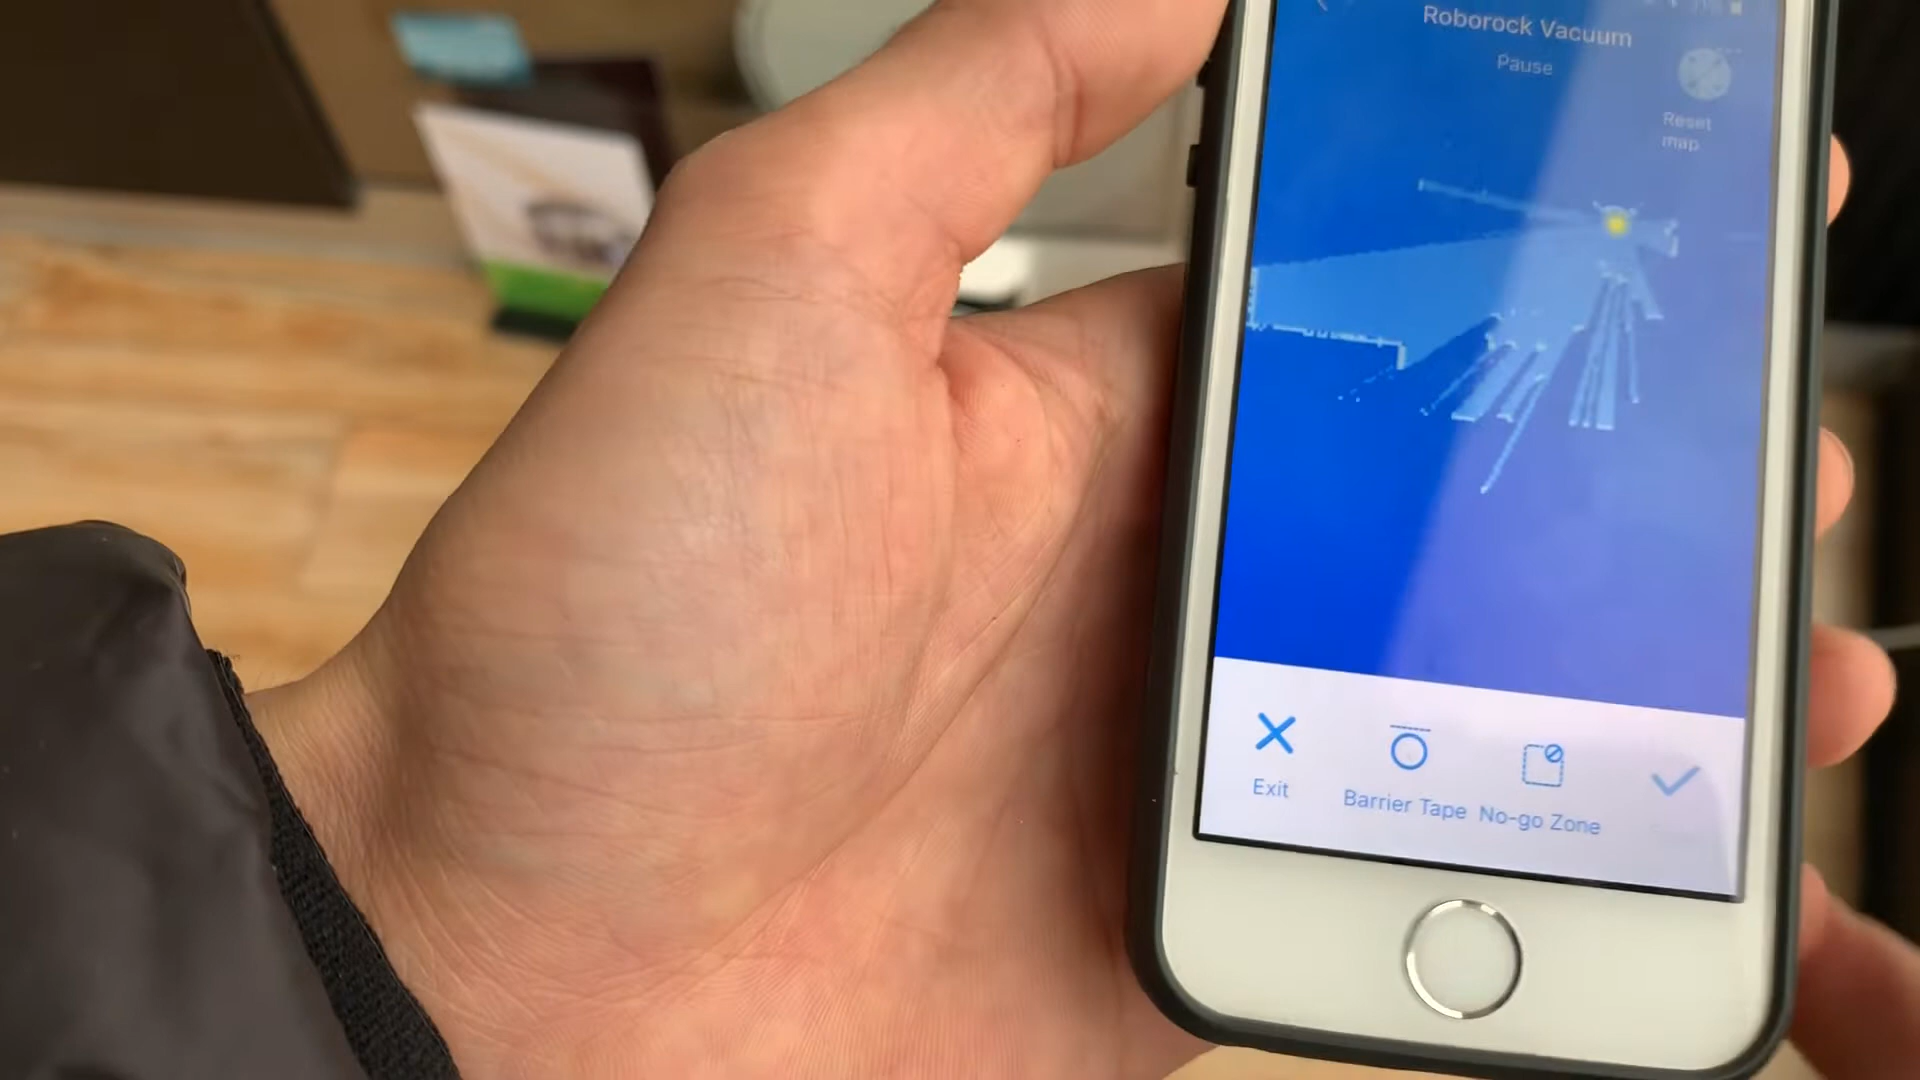 Roborock Vacuum
Pause
Reset
map
Exit
Barrier Tape
No-go Zone